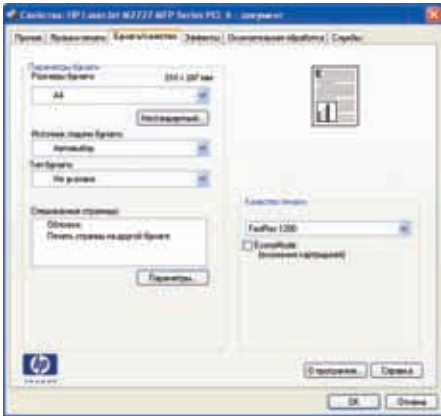 Свойства: HP LaserJet M2727 MFP Series PCL 6 - документ
Прочее Ярлыки печати Бумага/качество Эффекты Окончательная обработка Службы
Параметры бумаги
Размеры бумаги: 210 x 297 мм
A4
Нестандартный...
Источник подачи бумаги:
Автовыбор
Тип бумаги:
Не указано
Специальные страницы:
Обложки
Печать страниц на другой бумаге
Параметры...
Качество печати
FastRes 1200
EconoMode
(экономия картриджей)
hp
О программе... Справка
OK Отмена